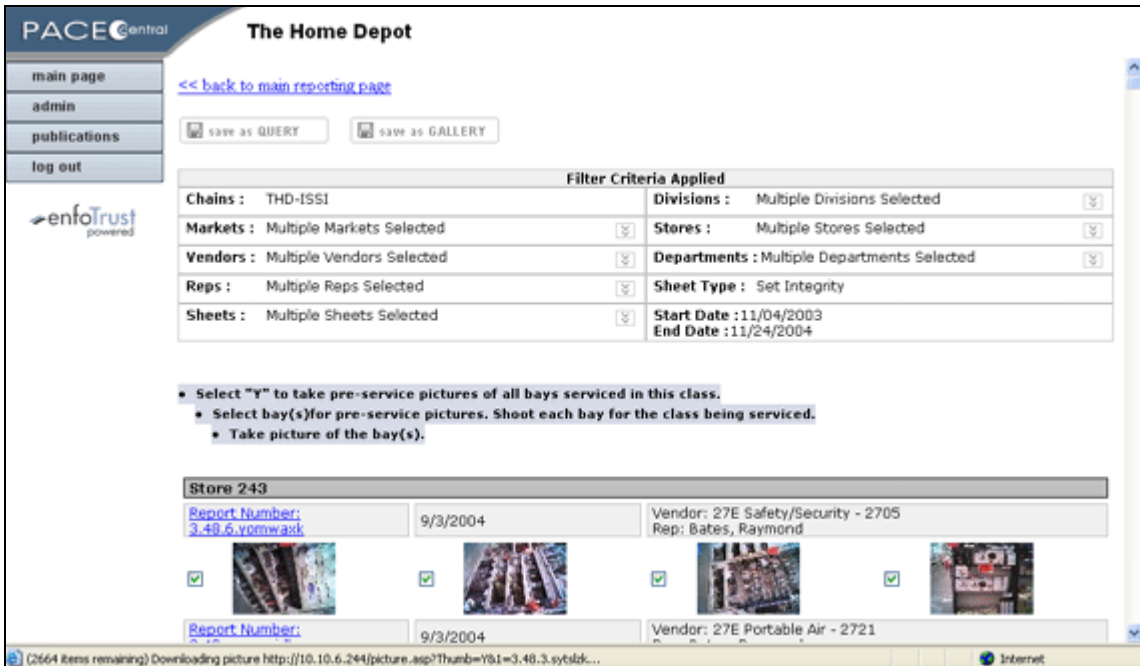 PACE Central
The Home Depot
main page
admin
publications
log out
enfoTrust
powered
<< back to main reporting page
save as QUERY save as GALLERY
Filter Criteria Applied
Chains : THD-ISSI Divisions : Multiple Divisions Selected
Markets : Multiple Markets Selected Stores : Multiple Stores Selected
Vendors : Multiple Vendors Selected Departments : Multiple Departments Selected
Reps : Multiple Reps Selected Sheet Type : Set Integrity
Sheets : Multiple Sheets Selected Start Date :11/04/2003
End Date :11/24/2004
• Select "Y" to take pre-service pictures of all bays serviced in this class.
• Select bay(s)for pre-service pictures. Shoot each bay for the class being serviced.
• Take picture of the bay(s).
Store 243
Report Number: 9/3/2004 Vendor: 27E Safety/Security - 2705
3.48.6.yomwaxk Rep: Bates, Raymond
Report Number: 9/3/2004 Vendor: 27E Portable Air - 2721
(2664 items remaining) Downloading picture http://10.10.6.244/picture.asp?Thumb=Y&1=3.48.3.sytslzk... Internet